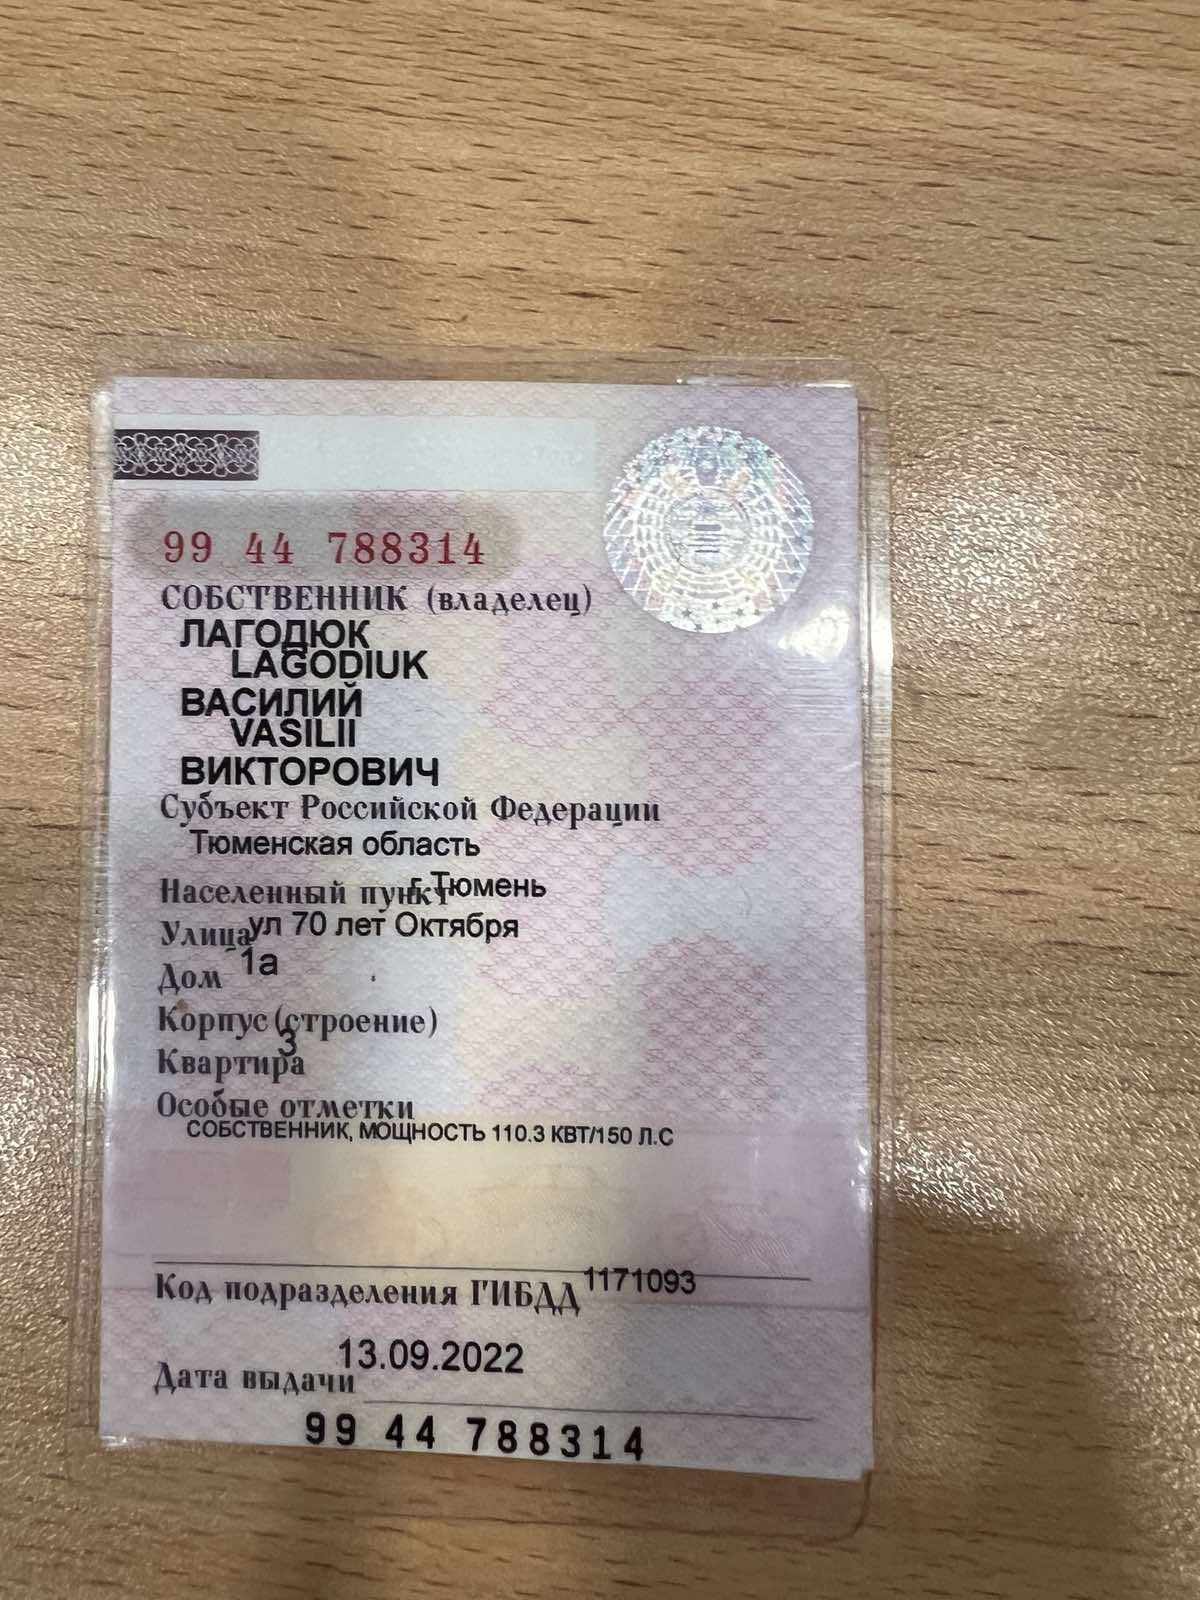 99 44 788314
СОБСТВЕННИК (владелец)
ЛАГОДЮК
LAGODIUK
ВАСИЛИЙ
VASILII
ВИКТОРОВИЧ
Субъект Российской Федерации
Тюменская область
Населенный пункт г Тюмень
Улица ул 70 лет Октября
Дом 1а
Корпус (строение)
Квартира 3
Особые отметки
СОБСТВЕННИК, МОЩНОСТЬ 110.3 КВТ/150 Л.С
Код подразделения ГИБДД 1171093
Дата выдачи 13.09.2022
99 44 788314